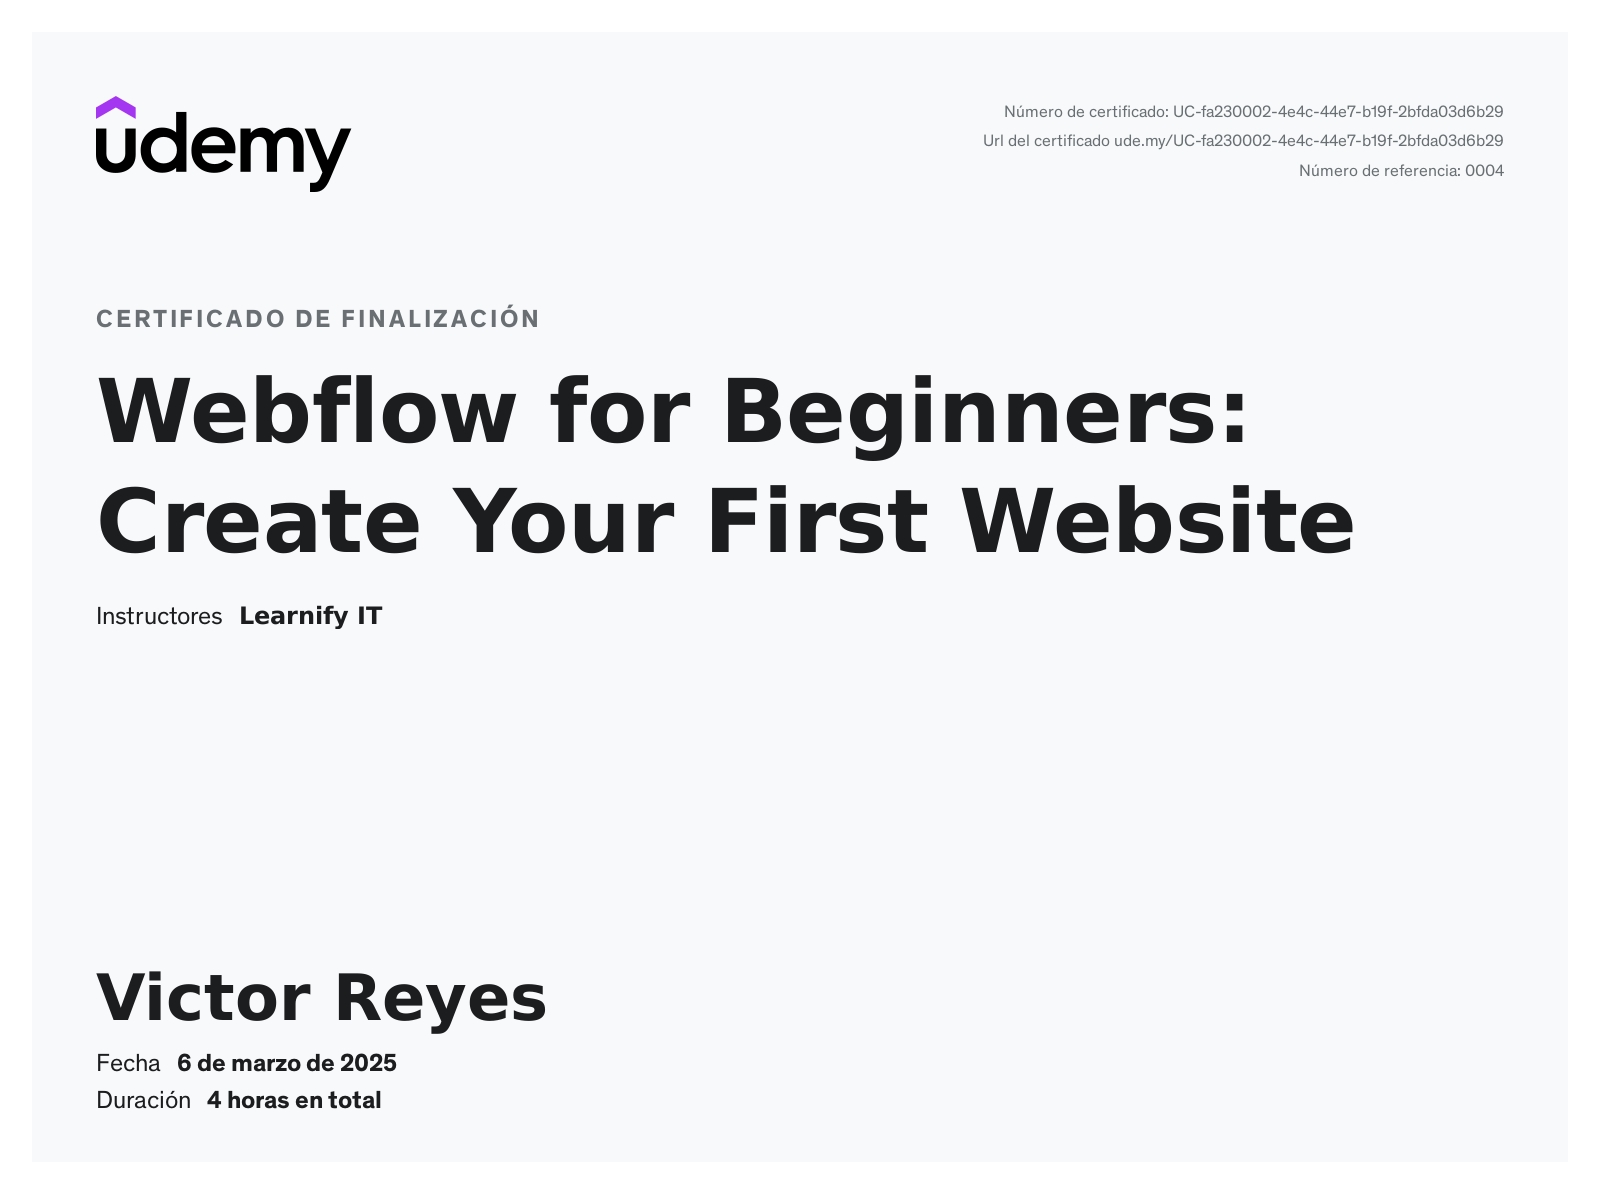 udemy
Número de certificado: UC-fa230002-4e4c-44e7-b19f-2bfda03d6b29
Url del certificado ude.my/UC-fa230002-4e4c-44e7-b19f-2bfda03d6b29
Número de referencia: 0004
CERTIFICADO DE FINALIZACIÓN
Webflow for Beginners:
Create Your First Website
Instructores Learnify IT
Victor Reyes
Fecha 6 de marzo de 2025
Duración 4 horas en total